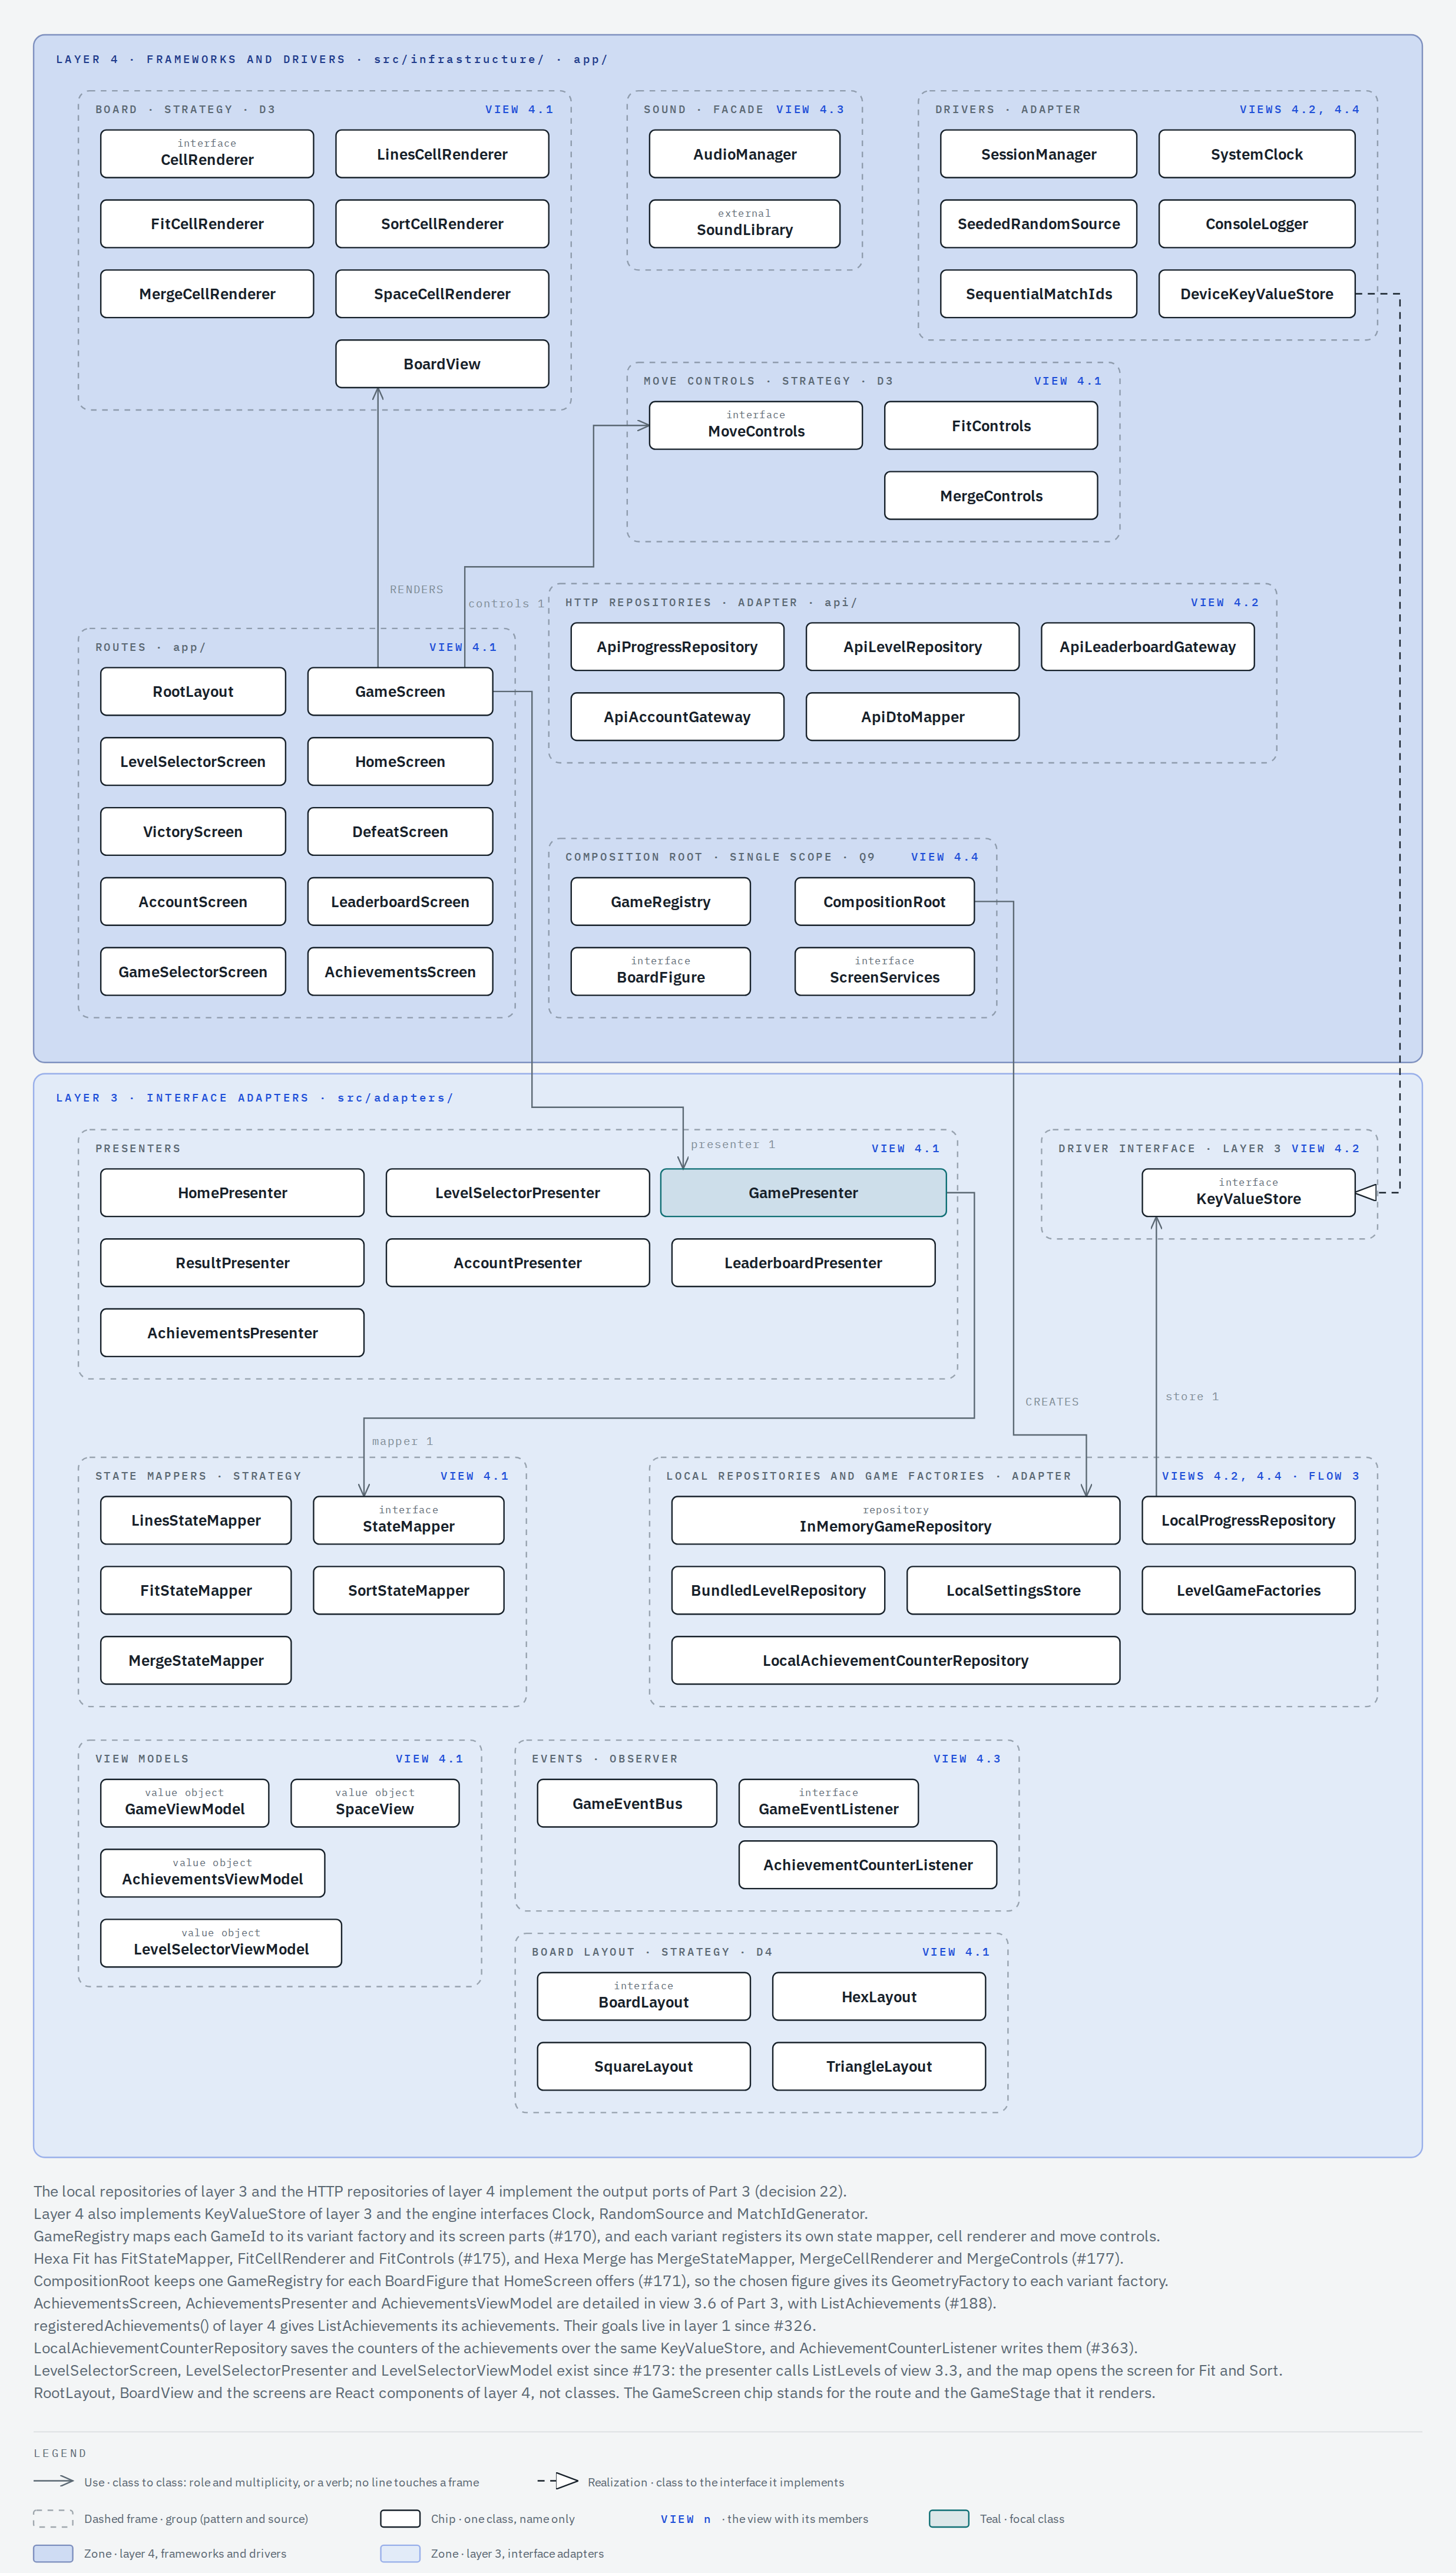 LAYER 4 · FRAMEWORKS AND DRIVERS · src/infrastructure/ · app/
BOARD · STRATEGY · D3 VIEW 4.1
interface
CellRenderer
LinesCellRenderer
FitCellRenderer
SortCellRenderer
MergeCellRenderer
SpaceCellRenderer
BoardView
SOUND · FACADE VIEW 4.3
AudioManager
external
SoundLibrary
DRIVERS · ADAPTER VIEWS 4.2, 4.4
SessionManager
SystemClock
SeededRandomSource
ConsoleLogger
SequentialMatchIds
DeviceKeyValueStore
MOVE CONTROLS · STRATEGY · D3 VIEW 4.1
interface
MoveControls
FitControls
MergeControls
RENDERS
controls 1
HTTP REPOSITORIES · ADAPTER · api/ VIEW 4.2
ApiProgressRepository
ApiLevelRepository
ApiLeaderboardGateway
ApiAccountGateway
ApiDtoMapper
ROUTES · app/ VIEW 4.1
RootLayout
GameScreen
LevelSelectorScreen
HomeScreen
VictoryScreen
DefeatScreen
AccountScreen
LeaderboardScreen
GameSelectorScreen
AchievementsScreen
COMPOSITION ROOT · SINGLE SCOPE · Q9 VIEW 4.4
GameRegistry
CompositionRoot
interface
BoardFigure
interface
ScreenServices
LAYER 3 · INTERFACE ADAPTERS · src/adapters/
PRESENTERS VIEW 4.1
presenter 1
HomePresenter
LevelSelectorPresenter
GamePresenter
ResultPresenter
AccountPresenter
LeaderboardPresenter
AchievementsPresenter
DRIVER INTERFACE · LAYER 3 VIEW 4.2
interface
KeyValueStore
CREATES
store 1
mapper 1
STATE MAPPERS · STRATEGY VIEW 4.1
LinesStateMapper
interface
StateMapper
FitStateMapper
SortStateMapper
MergeStateMapper
LOCAL REPOSITORIES AND GAME FACTORIES · ADAPTER VIEWS 4.2, 4.4 · FLOW 3
repository
InMemoryGameRepository
LocalProgressRepository
BundledLevelRepository
LocalSettingsStore
LevelGameFactories
LocalAchievementCounterRepository
VIEW MODELS VIEW 4.1
value object
GameViewModel
value object
SpaceView
value object
AchievementsViewModel
value object
LevelSelectorViewModel
EVENTS · OBSERVER VIEW 4.3
GameEventBus
interface
GameEventListener
AchievementCounterListener
BOARD LAYOUT · STRATEGY · D4 VIEW 4.1
interface
BoardLayout
HexLayout
SquareLayout
TriangleLayout
The local repositories of layer 3 and the HTTP repositories of layer 4 implement the output ports of Part 3 (decision 22).
Layer 4 also implements KeyValueStore of layer 3 and the engine interfaces Clock, RandomSource and MatchIdGenerator.
GameRegistry maps each GameId to its variant factory and its screen parts (#170), and each variant registers its own state mapper, cell renderer and move controls.
Hexa Fit has FitStateMapper, FitCellRenderer and FitControls (#175), and Hexa Merge has MergeStateMapper, MergeCellRenderer and MergeControls (#177).
CompositionRoot keeps one GameRegistry for each BoardFigure that HomeScreen offers (#171), so the chosen figure gives its GeometryFactory to each variant factory.
AchievementsScreen, AchievementsPresenter and AchievementsViewModel are detailed in view 3.6 of Part 3, with ListAchievements (#188).
registeredAchievements() of layer 4 gives ListAchievements its achievements. Their goals live in layer 1 since #326.
LocalAchievementCounterRepository saves the counters of the achievements over the same KeyValueStore, and AchievementCounterListener writes them (#363).
LevelSelectorScreen, LevelSelectorPresenter and LevelSelectorViewModel exist since #173: the presenter calls ListLevels of view 3.3, and the map opens the screen for Fit and Sort.
RootLayout, BoardView and the screens are React components of layer 4, not classes. The GameScreen chip stands for the route and the GameStage that it renders.
LEGEND
Use · class to class: role and multiplicity, or a verb; no line touches a frame
Realization · class to the interface it implements
Dashed frame · group (pattern and source)
Chip · one class, name only
VIEW n · the view with its members
Teal · focal class
Zone · layer 4, frameworks and drivers
Zone · layer 3, interface adapters